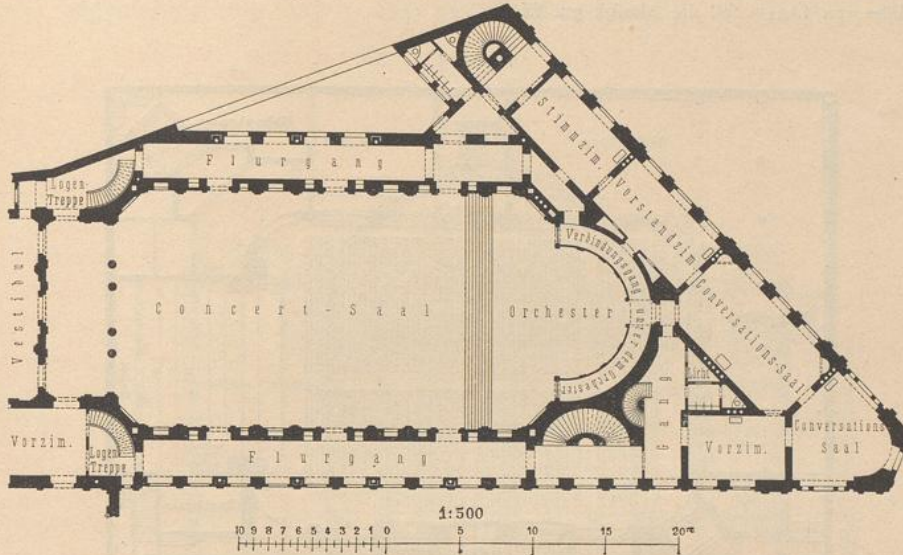 Stimmzim.
Flurgang
Logen-
Treppe
Vorstandzim.
Verbindungsgang unter dem Orchester
Conversations-Saal
Vestibul
Concert-Saal
Orchester
Gang
Licht
Vorzim.
Logen-
Treppe
Flurgang
Vorzim.
Conversations
Saal
1:500
10 9 8 7 6 5 4 3 2 1 0 5 10 15 20m